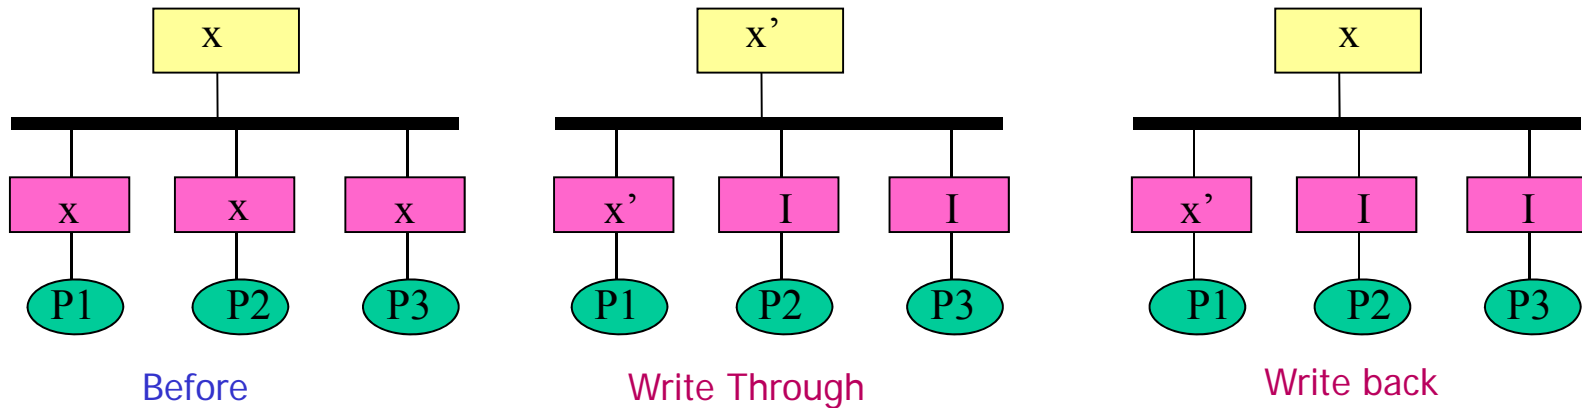 x x’ x
x x x x’ I I x’ I I
P1 P2 P3 P1 P2 P3 P1 P2 P3
Before Write Through Write back